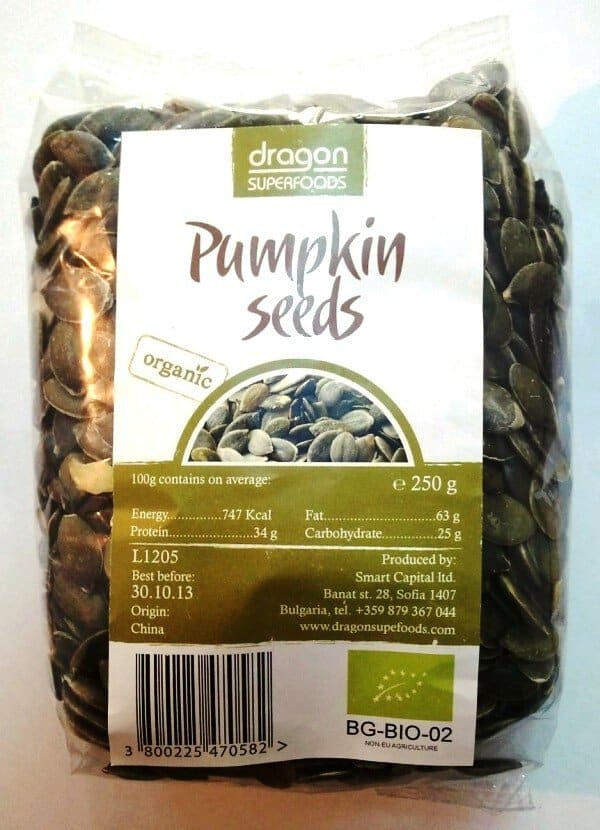 dragon
SUPERFOODS
Pumpkin
seeds
organic
100g contains on average:
e 250 g
Energy..............747 Kcal
Protein.....................34 g
Fat............................63 g
Carbohydrate..............25 g
L1205
Best before:
30.10.13
Origin:
China
Produced by:
Smart Capital ltd.
Banat st. 28, Sofia 1407
Bulgaria, tel. +359 879 367 044
www.dragonsupefoods.com
3 800225 470582 >
BG-BIO-02
NON-EU AGRICULTURE